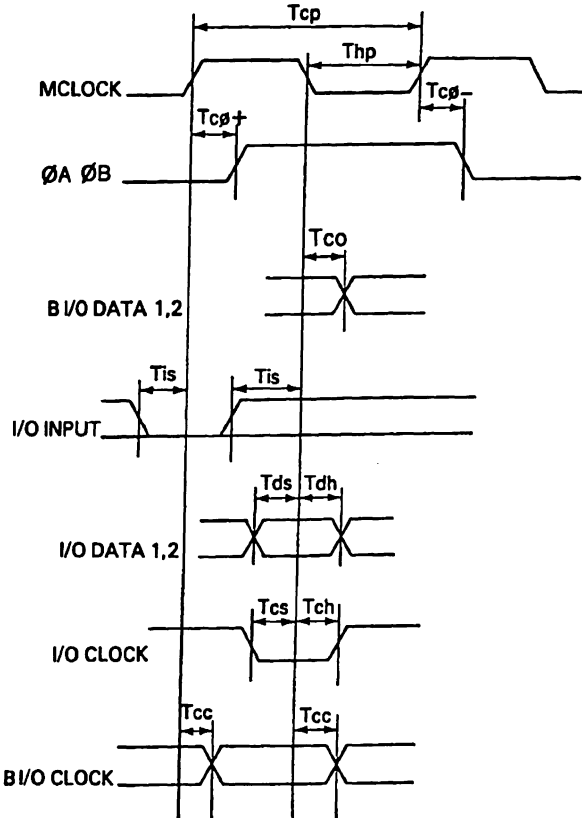 Tcp
Thp
MCLOCK
Tcø+
Tcø-
ØA ØB
Tco
B I/O DATA 1,2
Tis
Tis
I/O INPUT
Tds
Tdh
I/O DATA 1,2
Tcs
Tch
I/O CLOCK
Tcc
Tcc
B I/O CLOCK